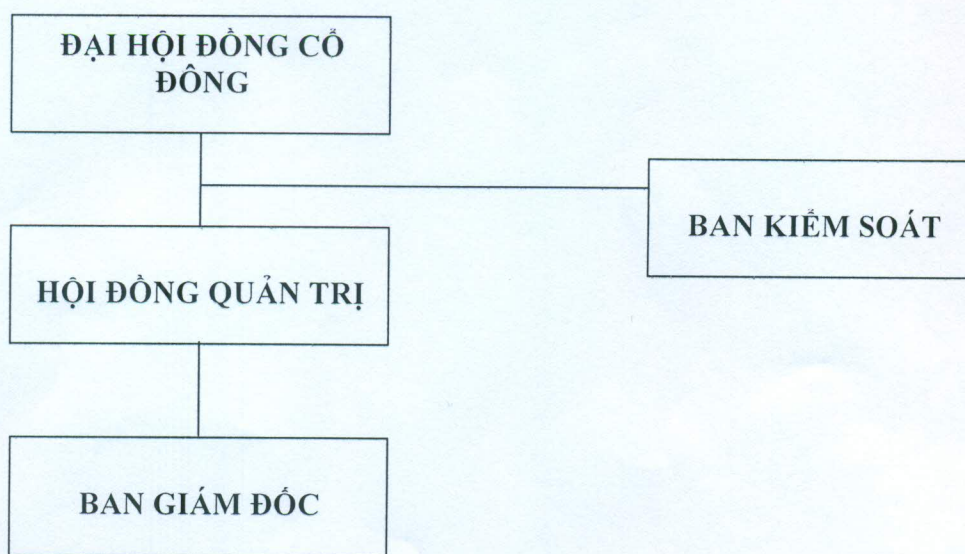 ĐẠI HỘI ĐỒNG CỔ
ĐÔNG
BAN KIỂM SOÁT
HỘI ĐỒNG QUẢN TRỊ
BAN GIÁM ĐỐC